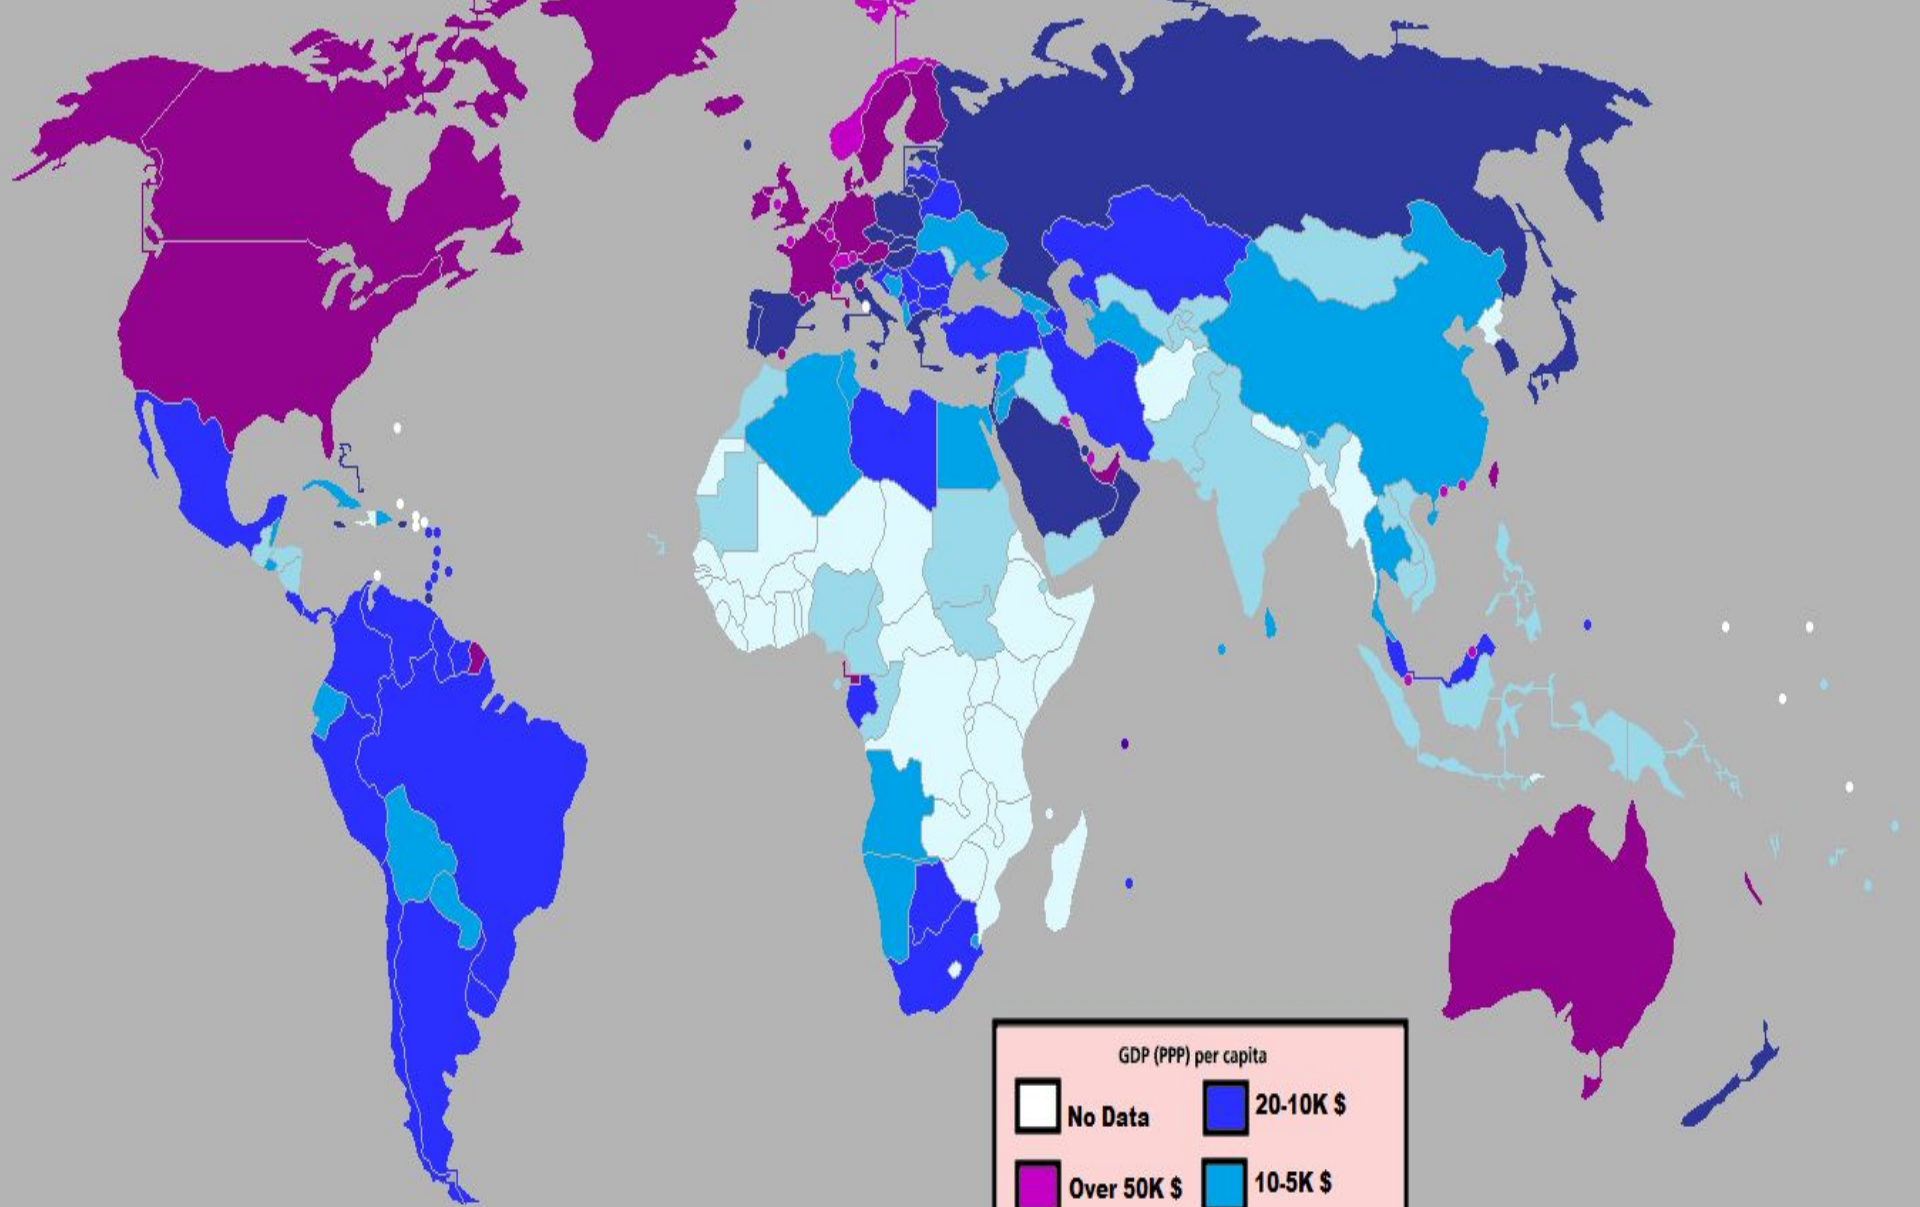 GDP (PPP) per capita
No Data
20-10K $
Over 50K $
10-5K $